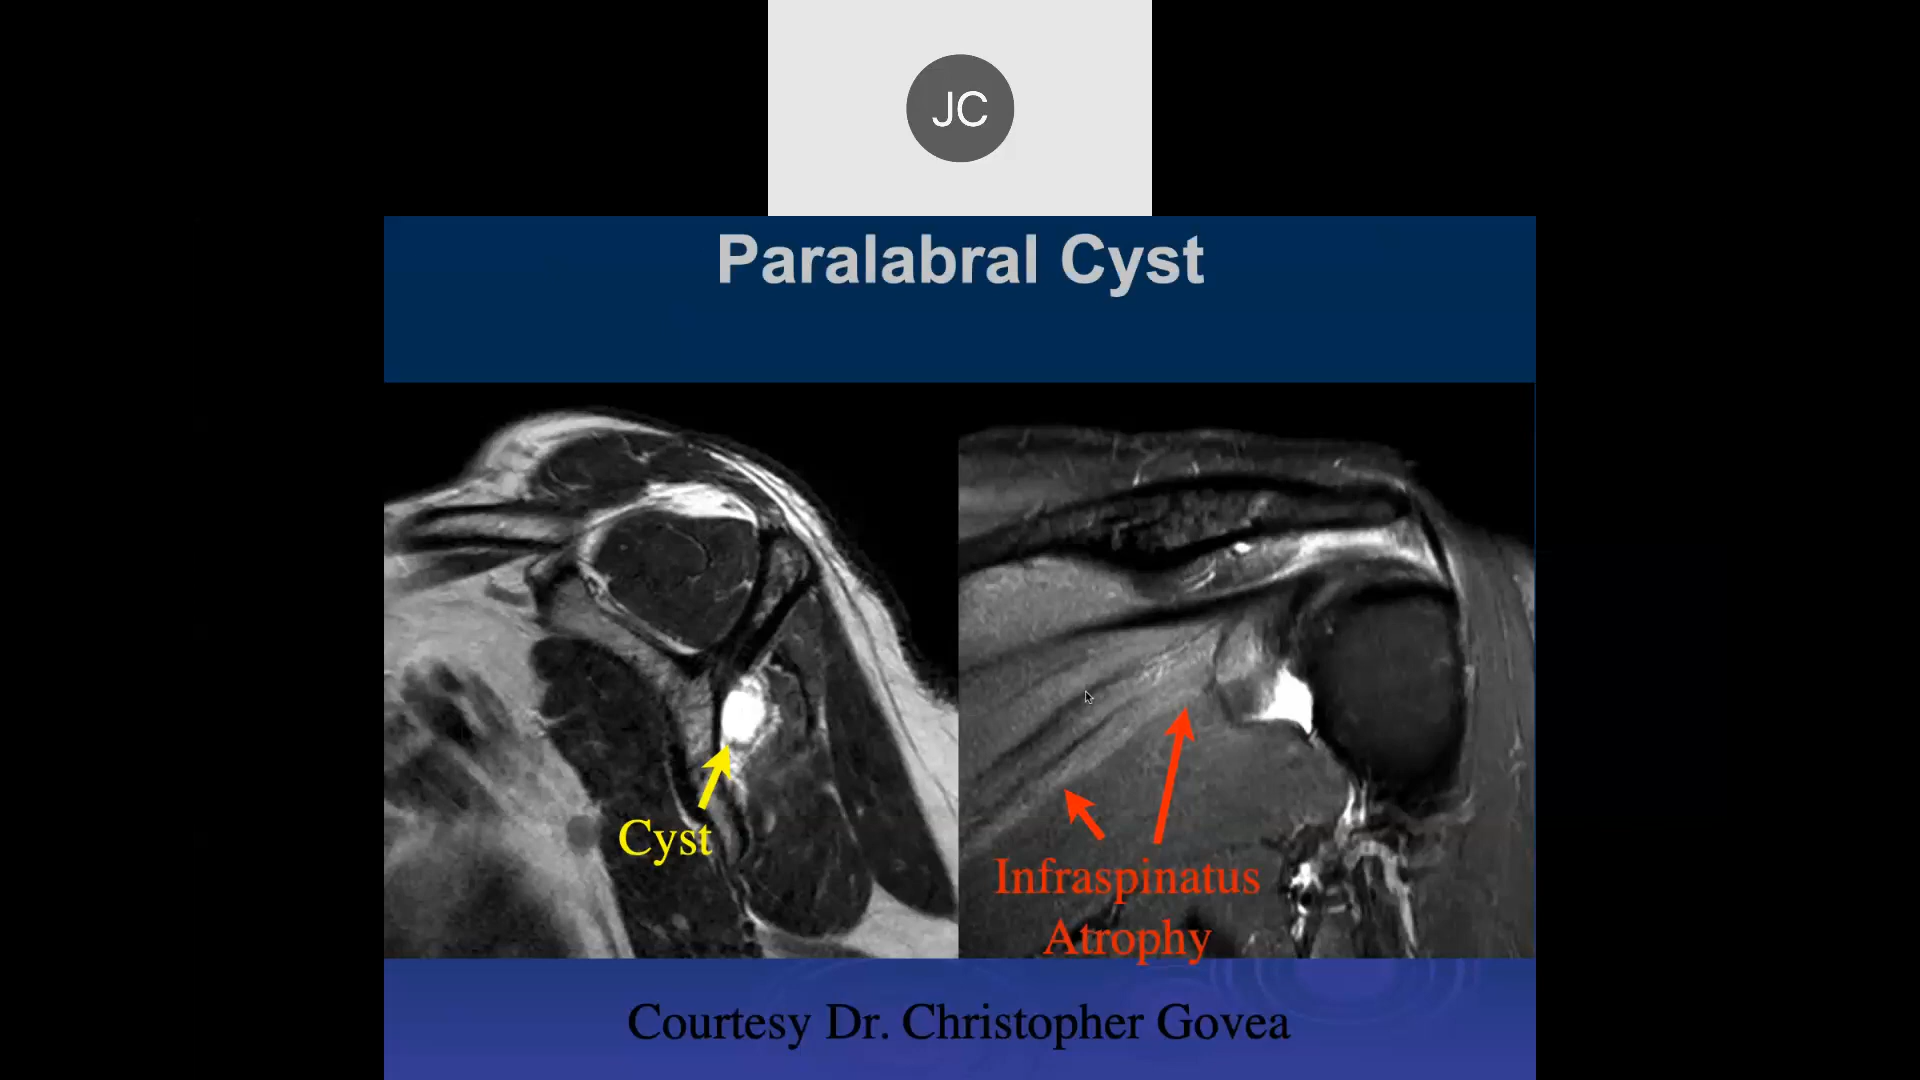 JC
Paralabral Cyst
Cyst
Infraspinatus
Atrophy
Courtesy Dr. Christopher Govea